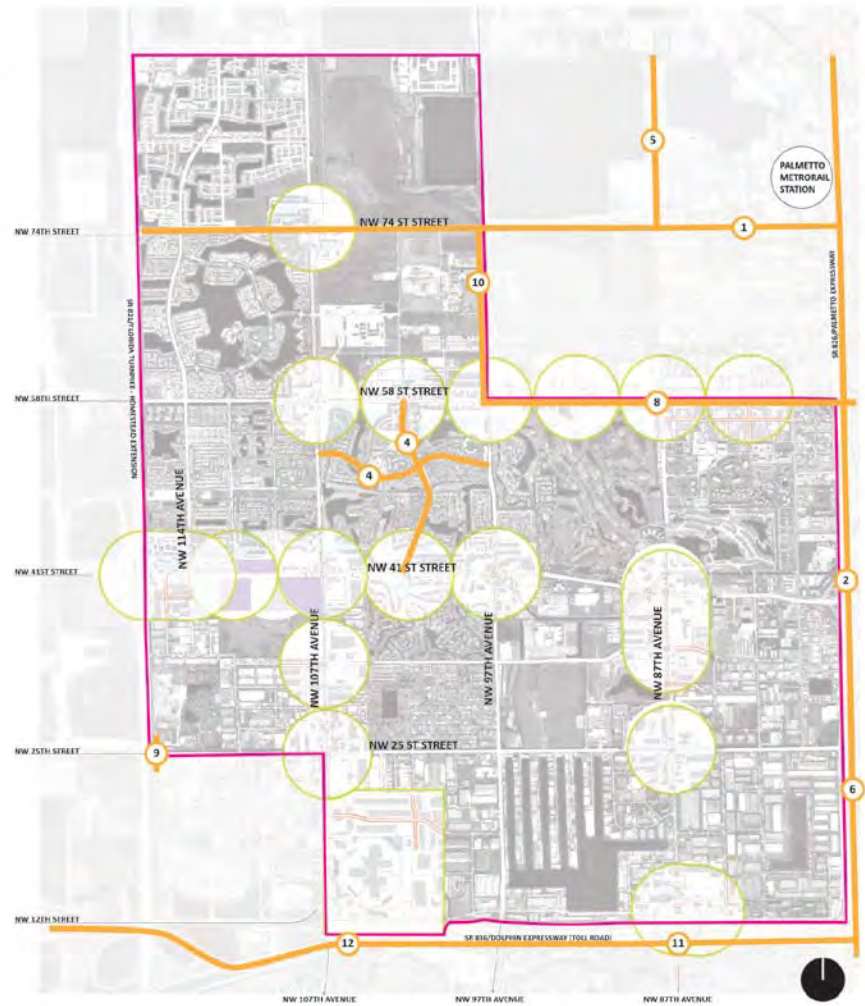 5
PALMETTO
METRORAIL
STATION
NW 74 ST STREET
1
NW 74TH STREET
10
SR 826/PALMETTO EXPRESSWAY
SR 821/FLORIDA TURNPIKE - HOMESTEAD EXTENSION
NW 58 ST STREET
NW 58TH STREET
8
4
4
NW 114TH AVENUE
NW 41 ST STREET
NW 41ST STREET
2
NW 107TH AVENUE
NW 97TH AVENUE
NW 87TH AVENUE
NW 25 ST STREET
NW 25TH STREET
9
6
NW 12TH STREET
SR 836/DOLPHIN EXPRESSWAY (TOLL ROAD)
12
11
NW 107TH AVENUE
NW 97TH AVENUE
NW 87TH AVENUE